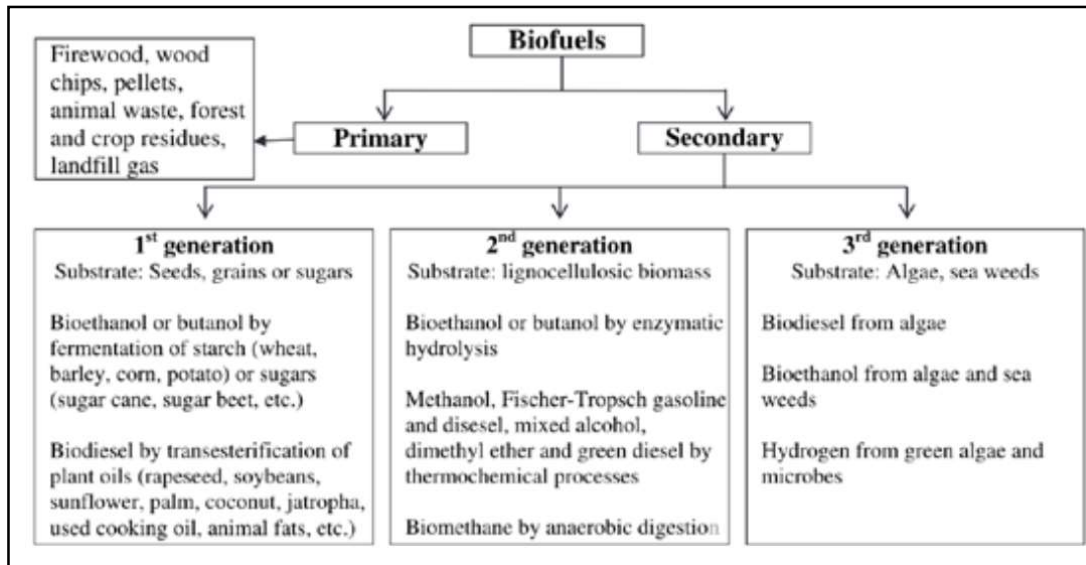 Biofuels
Firewood, wood
chips, pellets,
animal waste, forest
and crop residues,
landfill gas
Primary
Secondary
1st generation
Substrate: Seeds, grains or sugars
Bioethanol or butanol by
fermentation of starch (wheat,
barley, corn, potato) or sugars
(sugar cane, sugar beet, etc.)
Biodiesel by transesterification of
plant oils (rapeseed, soybeans,
sunflower, palm, coconut, jatropha,
used cooking oil, animal fats, etc.)
2nd generation
Substrate: lignocellulosic biomass
Bioethanol or butanol by enzymatic
hydrolysis
Methanol, Fischer-Tropsch gasoline
and disesel, mixed alcohol,
dimethyl ether and green diesel by
thermochemical processes
Biomethane by anaerobic digestion
3rd generation
Substrate: Algae, sea weeds
Biodiesel from algae
Bioethanol from algae and sea
weeds
Hydrogen from green algae and
microbes